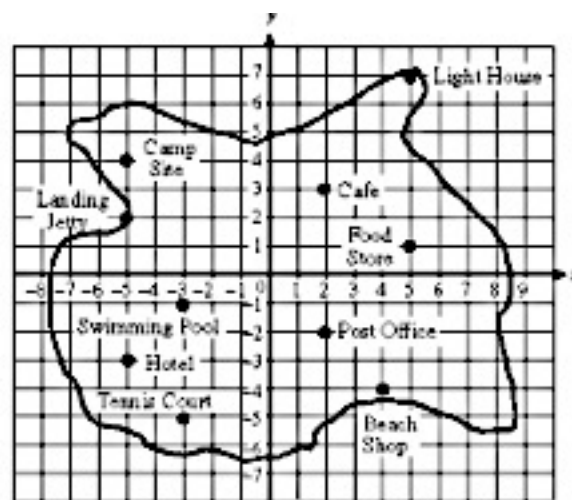 y
7
Light House
6
5
Camp
Site
4
3
Cafe
Landing
Jetty
2
Food
Store
1
-8 -7 -6 -5 -4 -3 -2 -1 0 1 2 3 4 5 6 7 8 9
-1
Swimming Pool
-2
Post Office
-3
Hotel
-4
Tennis Court
-5
Beach
Shop
-6
-7